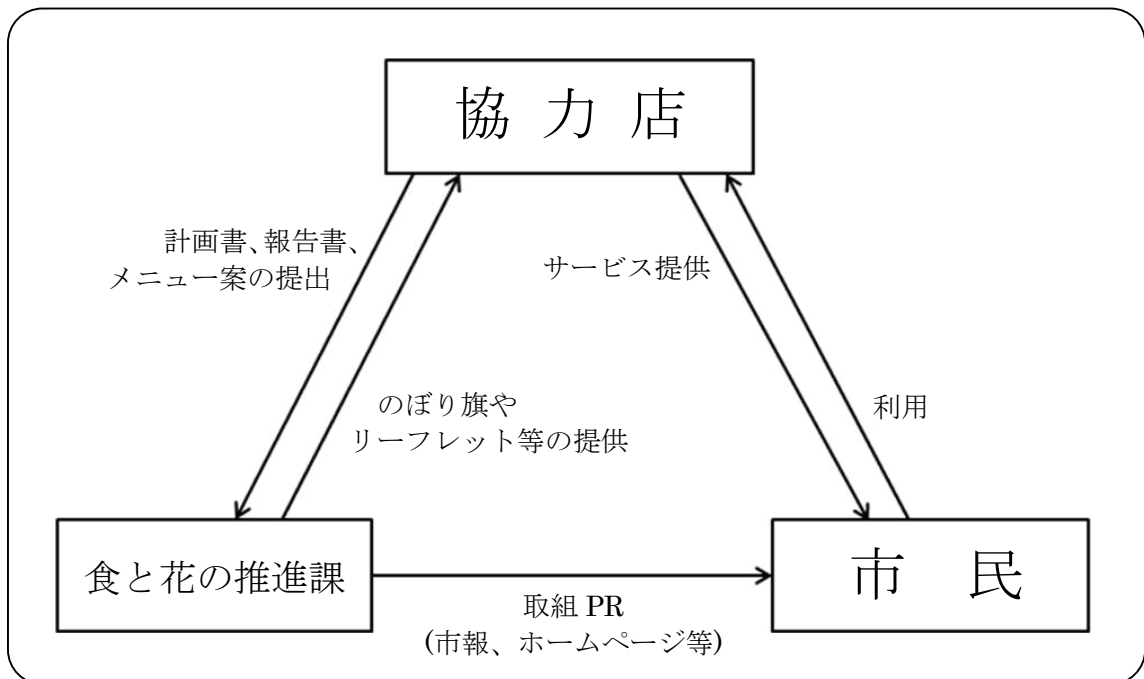 協 力 店
計画書、報告書、
メニュー案の提出
サービス提供
のぼり旗や
リーフレット等の提供
利用
食と花の推進課
市 民
取組 PR
(市報、ホームページ等)